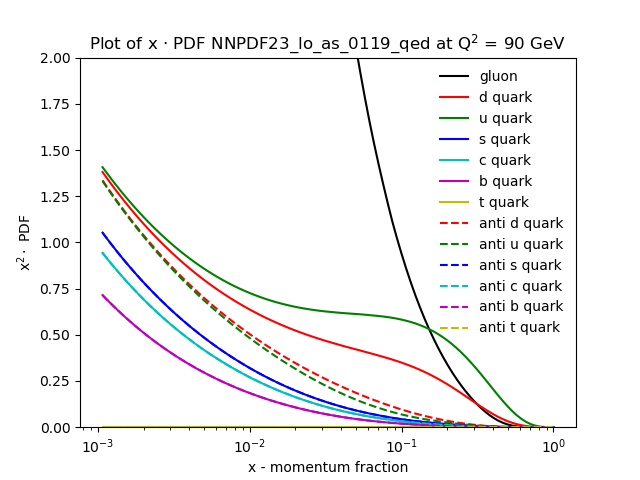 Plot of x · PDF NNPDF23_lo_as_0119_qed at Q² = 90 GeV
x² · PDF
2.00
1.75
1.50
1.25
1.00
0.75
0.50
0.25
0.00
gluon
d quark
u quark
s quark
c quark
b quark
t quark
anti d quark
anti u quark
anti s quark
anti c quark
anti b quark
anti t quark
10⁻³ 10⁻² 10⁻¹ 10⁰
x - momentum fraction